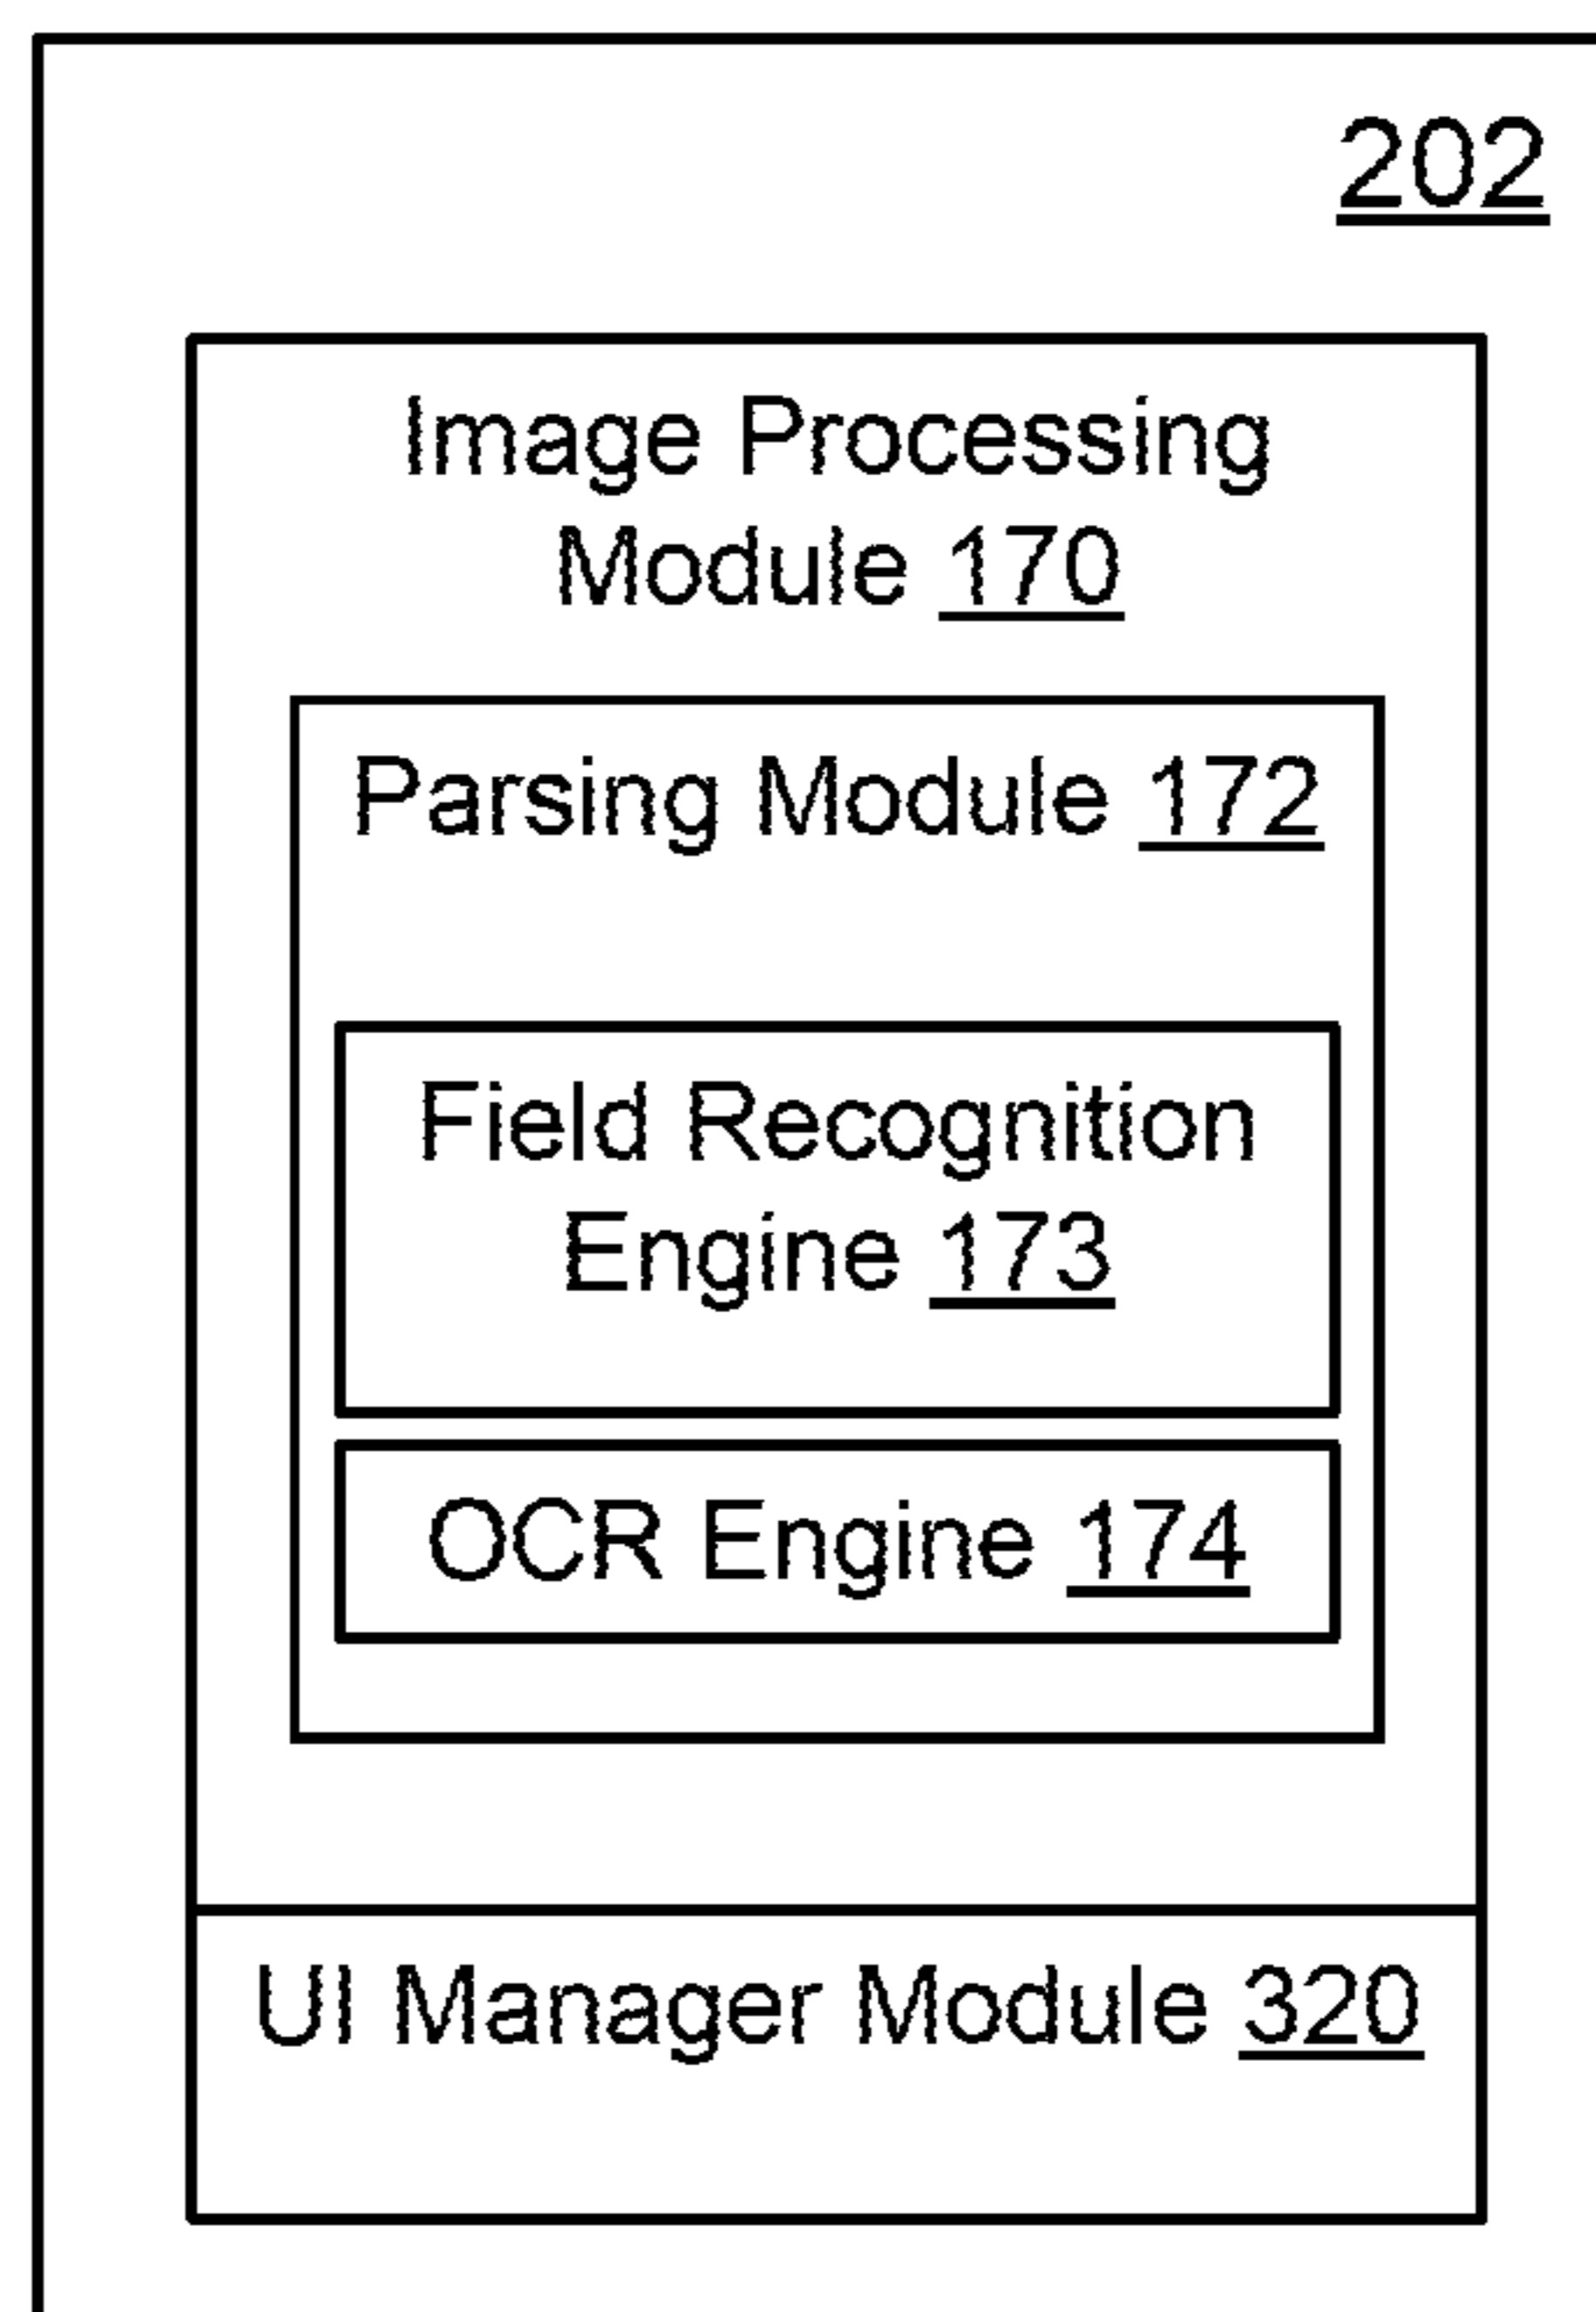 202
Image Processing
Module 170
Parsing Module 172
Field Recognition
Engine 173
OCR Engine 174
UI Manager Module 320